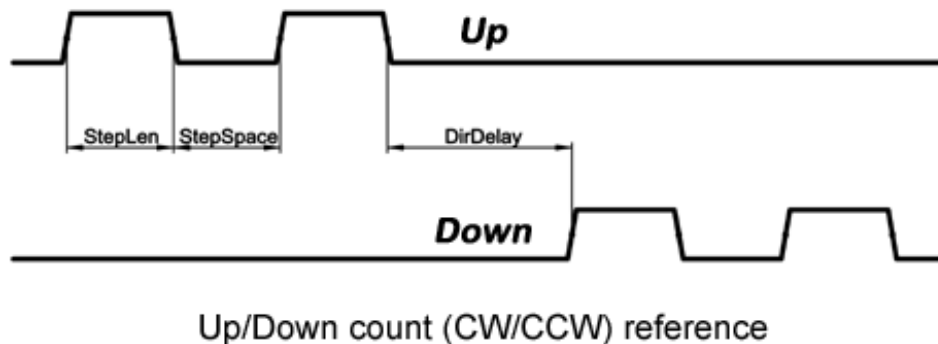 Up
StepLen StepSpace DirDelay
Down
Up/Down count (CW/CCW) reference